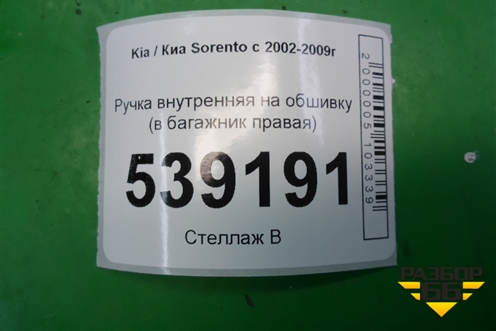 Kia / Киа Sorento с 2002-2009г
Ручка внутренняя на обшивку
(в багажник правая)
539191
Стеллаж В
2000005103339
РАЗБОР
66